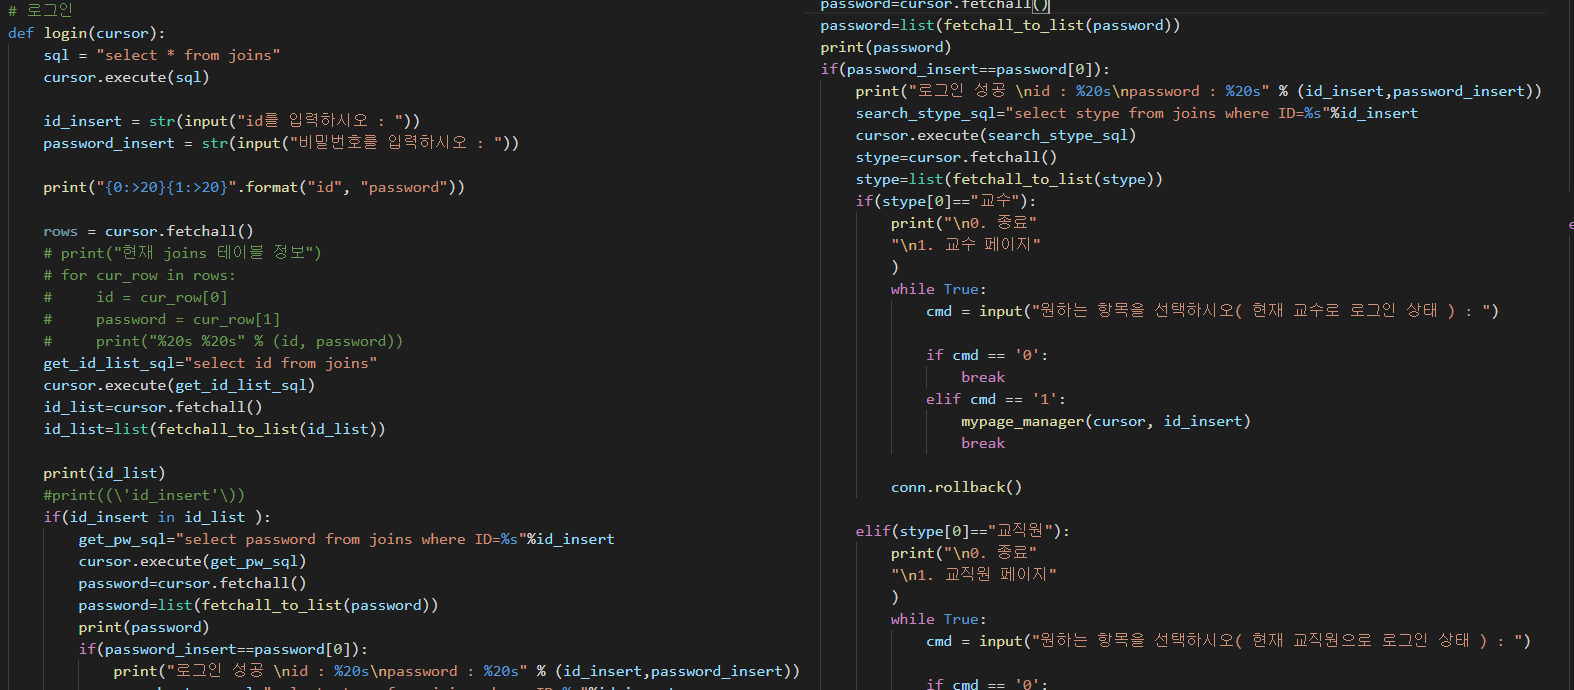 # 로그인
def login(cursor):
    sql = "select * from joins"
    cursor.execute(sql)

    id_insert = str(input("id를 입력하시오 : "))
    password_insert = str(input("비밀번호를 입력하시오 : "))

    print("{0:>20}{1:>20}".format("id", "password"))

    rows = cursor.fetchall()
    # print("현재 joins 테이블 정보")
    # for cur_row in rows:
    #     id = cur_row[0]
    #     password = cur_row[1]
    #     print("%20s %20s" % (id, password))
    get_id_list_sql="select id from joins"
    cursor.execute(get_id_list_sql)
    id_list=cursor.fetchall()
    id_list=list(fetchall_to_list(id_list))

    print(id_list)
    #print((\'id_insert'\))
    if(id_insert in id_list ):
        get_pw_sql="select password from joins where ID=%s"%id_insert
        cursor.execute(get_pw_sql)
        password=cursor.fetchall()
        password=list(fetchall_to_list(password))
        print(password)
        if(password_insert==password[0]):
            print("로그인 성공 \nid : %20s\npassword : %20s" % (id_insert,password_insert))
password=cursor.fetchall()
password=list(fetchall_to_list(password))
print(password)
if(password_insert==password[0]):
    print("로그인 성공 \nid : %20s\npassword : %20s" % (id_insert,password_insert))
    search_stype_sql="select stype from joins where ID=%s"%id_insert
    cursor.execute(search_stype_sql)
    stype=cursor.fetchall()
    stype=list(fetchall_to_list(stype))
    if(stype[0]=="교수"):
        print("\n0. 종료"
        "\n1. 교수 페이지"
        )
        while True:
            cmd = input("원하는 항목을 선택하시오( 현재 교수로 로그인 상태 ) : ")

            if cmd == '0':
                break
            elif cmd == '1':
                mypage_manager(cursor, id_insert)
                break

        conn.rollback()

    elif(stype[0]=="교직원"):
        print("\n0. 종료"
        "\n1. 교직원 페이지"
        )
        while True:
            cmd = input("원하는 항목을 선택하시오( 현재 교직원으로 로그인 상태 ) : ")

            if cmd == '0':